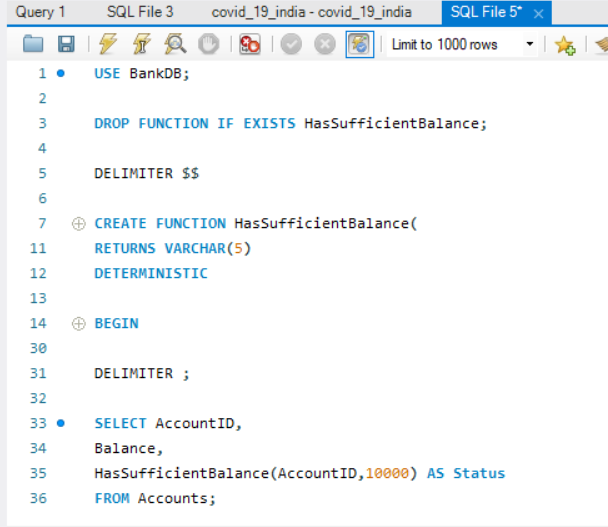 Query 1 SQL File 3 covid_19_india - covid_19_india SQL File 5* ×
Limit to 1000 rows
1 USE BankDB;
2
3 DROP FUNCTION IF EXISTS HasSufficientBalance;
4
5 DELIMITER $$
6
7 CREATE FUNCTION HasSufficientBalance(
11 RETURNS VARCHAR(5)
12 DETERMINISTIC
13
14 BEGIN
30
31 DELIMITER ;
32
33 SELECT AccountID,
34 Balance,
35 HasSufficientBalance(AccountID,10000) AS Status
36 FROM Accounts;